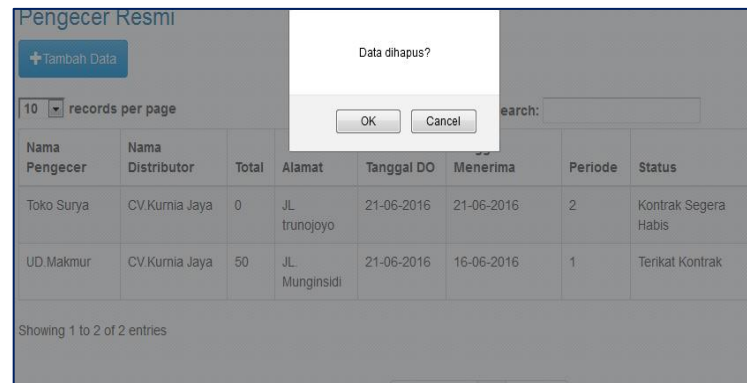 Pengecer Resmi
+Tambah Data
Data dihapus?
OK Cancel
10 records per page
earch:
Nama Pengecer
Nama Distributor
Total
Alamat
Tanggal DO
Menerima
Periode
Status
Toko Surya
CV.Kurnia Jaya
0
JL trunojoyo
21-06-2016
21-06-2016
2
Kontrak Segera Habis
UD.Makmur
CV.Kurnia Jaya
50
JL. Munginsidi
21-06-2016
16-06-2016
1
Terikat Kontrak
Showing 1 to 2 of 2 entries